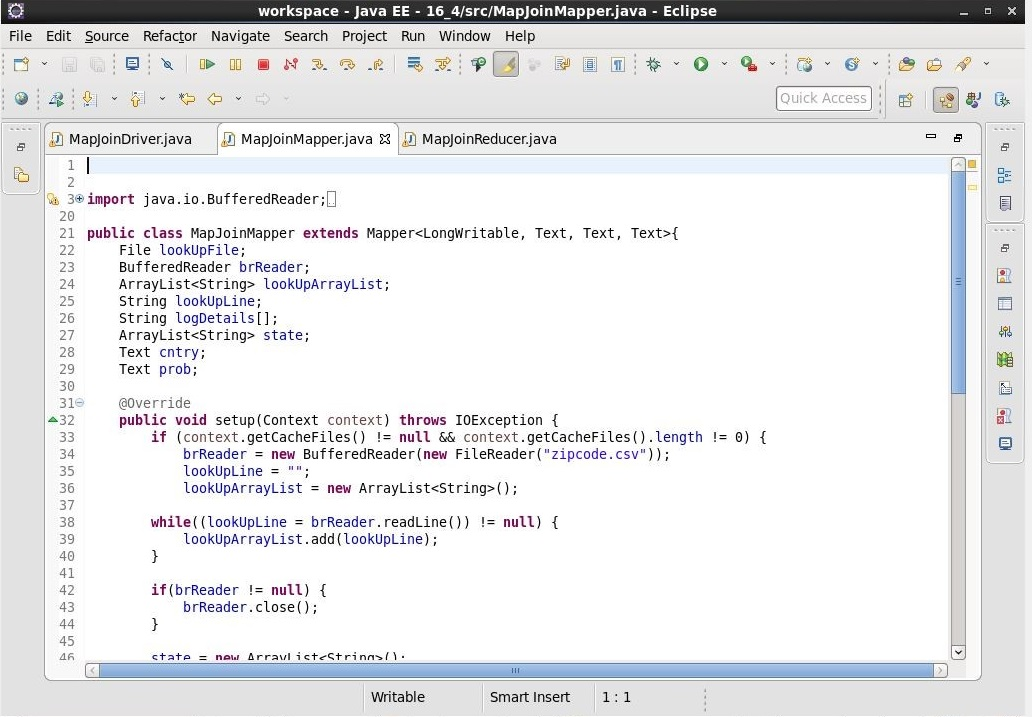 workspace - Java EE - 16_4/src/MapJoinMapper.java - Eclipse
File Edit Source Refactor Navigate Search Project Run Window Help
Quick Access
MapJoinDriver.java MapJoinMapper.java MapJoinReducer.java
1
2
3 import java.io.BufferedReader;
20
21 public class MapJoinMapper extends Mapper<LongWritable, Text, Text, Text>{
22 File lookUpFile;
23 BufferedReader brReader;
24 ArrayList<String> lookUpArrayList;
25 String lookUpLine;
26 String logDetails[];
27 ArrayList<String> state;
28 Text cntry;
29 Text prob;
30
31 @Override
32 public void setup(Context context) throws IOException {
33 if (context.getCacheFiles() != null && context.getCacheFiles().length != 0) {
34 brReader = new BufferedReader(new FileReader("zipcode.csv"));
35 lookUpLine = "";
36 lookUpArrayList = new ArrayList<String>();
37
38 while((lookUpLine = brReader.readLine()) != null) {
39 lookUpArrayList.add(lookUpLine);
40 }
41
42 if(brReader != null) {
43 brReader.close();
44 }
45
46 state = new ArrayList<String>();
Writable Smart Insert 1 : 1